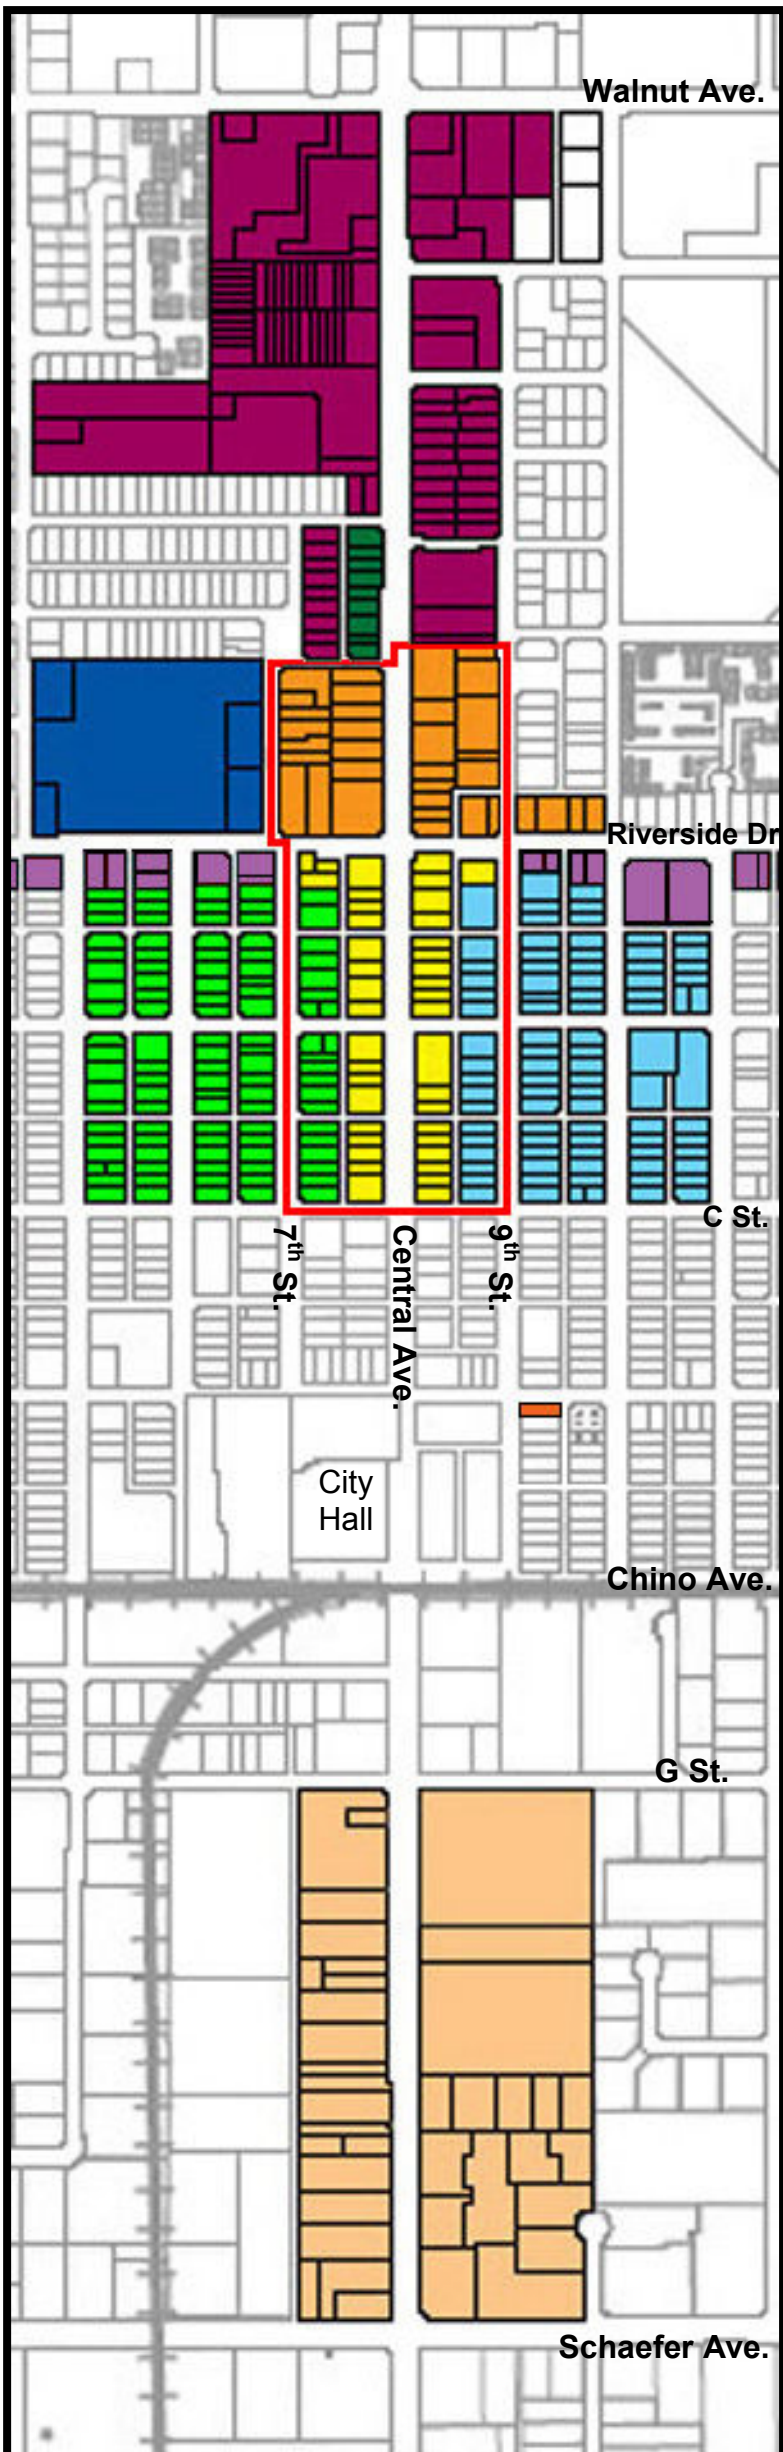 Walnut Ave.
Riverside Dr
C St.
7th St.
Central Ave.
9th St.
City
Hall
Chino Ave.
G St.
Schaefer Ave.